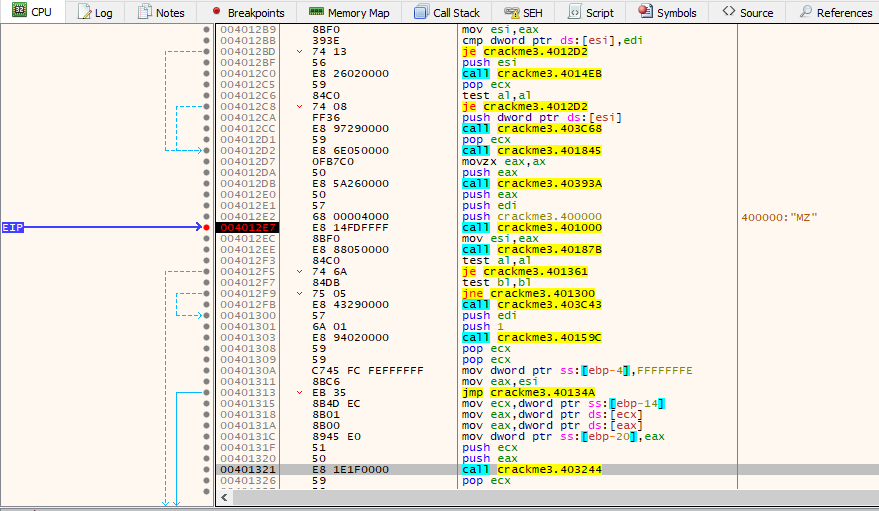 CPU Log Notes Breakpoints Memory Map Call Stack SEH Script Symbols Source References
004012B9 8BF0 mov esi,eax
004012BB 393E cmp dword ptr ds:[esi],edi
004012BD 74 13 je crackme3.4012D2
004012BF 56 push esi
004012C0 E8 26020000 call crackme3.4014EB
004012C5 59 pop ecx
004012C6 84C0 test al,al
004012C8 74 08 je crackme3.4012D2
004012CA FF36 push dword ptr ds:[esi]
004012CC E8 97290000 call crackme3.403C68
004012D1 59 pop ecx
004012D2 E8 6E050000 call crackme3.401845
004012D7 0FB7C0 movzx eax,ax
004012DA 50 push eax
004012DB E8 5A260000 call crackme3.40393A
004012E0 50 push eax
004012E1 57 push edi
004012E2 68 00004000 push crackme3.400000 400000:"MZ"
EIP 004012E7 E8 14FDFFFF call crackme3.401000
004012EC 8BF0 mov esi,eax
004012EE E8 88050000 call crackme3.40187B
004012F3 84C0 test al,al
004012F5 74 6A je crackme3.401361
004012F7 84DB test bl,bl
004012F9 75 05 jne crackme3.401300
004012FB E8 43290000 call crackme3.403C43
00401300 57 push edi
00401301 6A 01 push 1
00401303 E8 94020000 call crackme3.40159C
00401308 59 pop ecx
00401309 59 pop ecx
0040130A C745 FC FEFFFFFF mov dword ptr ss:[ebp-4],FFFFFFFE
00401311 8BC6 mov eax,esi
00401313 EB 35 jmp crackme3.40134A
00401315 8B4D EC mov ecx,dword ptr ss:[ebp-14]
00401318 8B01 mov eax,dword ptr ds:[ecx]
0040131A 8B00 mov eax,dword ptr ds:[eax]
0040131C 8945 E0 mov dword ptr ss:[ebp-20],eax
0040131F 51 push ecx
00401320 50 push eax
00401321 E8 1E1F0000 call crackme3.403244
00401326 59 pop ecx